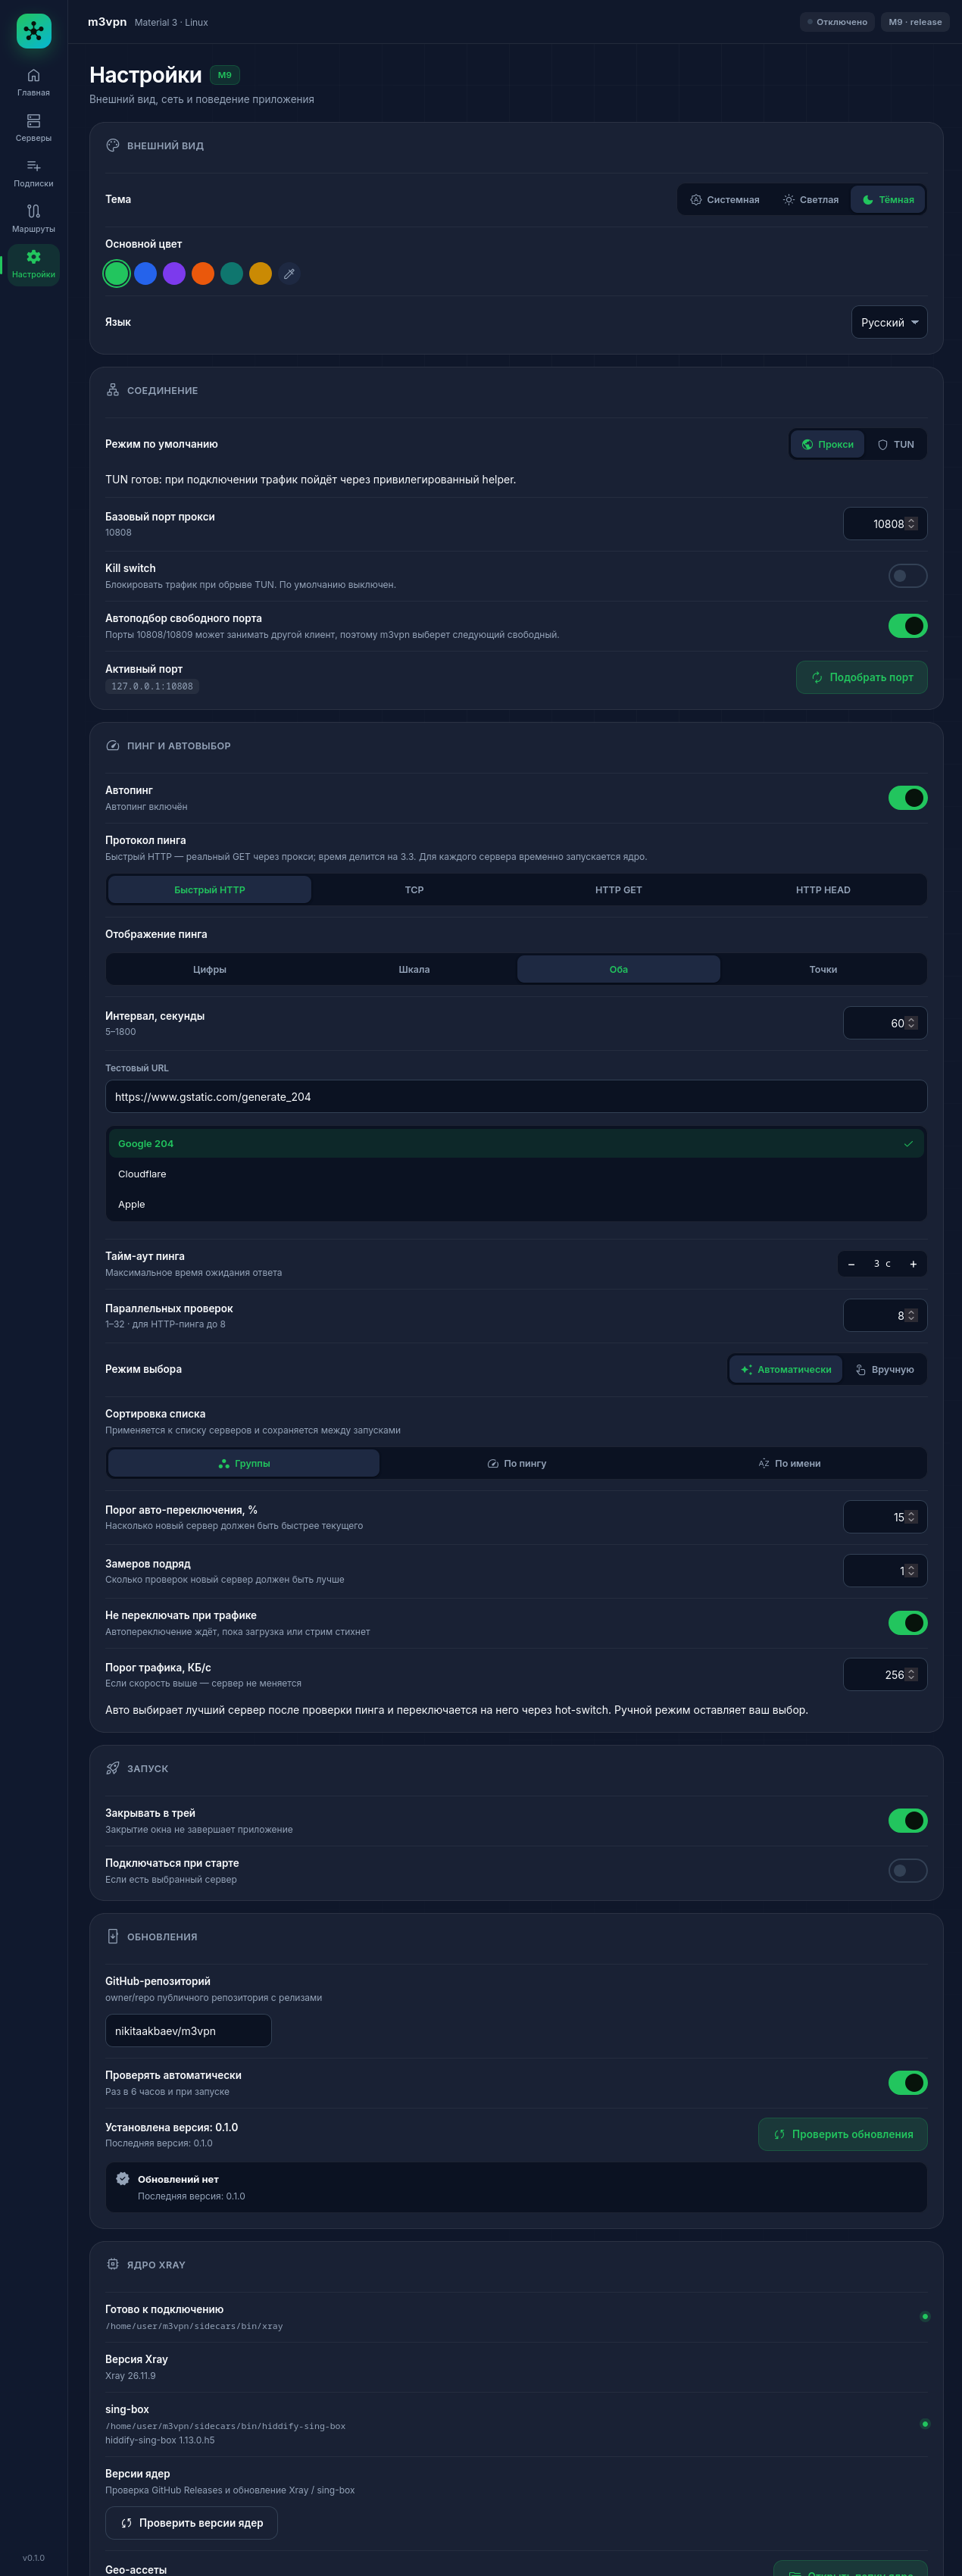 m3vpn Material 3 · Linux
Отключено
M9 · release
Главная
Серверы
Подписки
Маршруты
Настройки
v0.1.0
Настройки M9
Внешний вид, сеть и поведение приложения
ВНЕШНИЙ ВИД
Тема
Системная Светлая Тёмная
Основной цвет
Язык
Русский
СОЕДИНЕНИЕ
Режим по умолчанию
Прокси TUN
TUN готов: при подключении трафик пойдёт через привилегированный helper.
Базовый порт прокси
10808
10808
Kill switch
Блокировать трафик при обрыве TUN. По умолчанию выключен.
Автоподбор свободного порта
Порты 10808/10809 может занимать другой клиент, поэтому m3vpn выберет следующий свободный.
Активный порт
127.0.0.1:10808
Подобрать порт
ПИНГ И АВТОВЫБОР
Автопинг
Автопинг включён
Протокол пинга
Быстрый HTTP — реальный GET через прокси; время делится на 3.3. Для каждого сервера временно запускается ядро.
Быстрый HTTP TCP HTTP GET HTTP HEAD
Отображение пинга
Цифры Шкала Оба Точки
Интервал, секунды
5–1800
60
Тестовый URL
https://www.gstatic.com/generate_204
Google 204
Cloudflare
Apple
Тайм-аут пинга
Максимальное время ожидания ответа
− 3 с +
Параллельных проверок
1–32 · для HTTP-пинга до 8
8
Режим выбора
Автоматически Вручную
Сортировка списка
Применяется к списку серверов и сохраняется между запусками
Группы По пингу По имени
Порог авто-переключения, %
Насколько новый сервер должен быть быстрее текущего
15
Замеров подряд
Сколько проверок новый сервер должен быть лучше
1
Не переключать при трафике
Автопереключение ждёт, пока загрузка или стрим стихнет
Порог трафика, КБ/с
Если скорость выше — сервер не меняется
256
Авто выбирает лучший сервер после проверки пинга и переключается на него через hot-switch. Ручной режим оставляет ваш выбор.
ЗАПУСК
Закрывать в трей
Закрытие окна не завершает приложение
Подключаться при старте
Если есть выбранный сервер
ОБНОВЛЕНИЯ
GitHub-репозиторий
owner/repo публичного репозитория с релизами
nikitaakbaev/m3vpn
Проверять автоматически
Раз в 6 часов и при запуске
Установлена версия: 0.1.0
Последняя версия: 0.1.0
Проверить обновления
Обновлений нет
Последняя версия: 0.1.0
ЯДРО XRAY
Готово к подключению
/home/user/m3vpn/sidecars/bin/xray
Версия Xray
Xray 26.11.9
sing-box
/home/user/m3vpn/sidecars/bin/hiddify-sing-box
hiddify-sing-box 1.13.0.h5
Версии ядер
Проверка GitHub Releases и обновление Xray / sing-box
Проверить версии ядер
Geo-ассеты